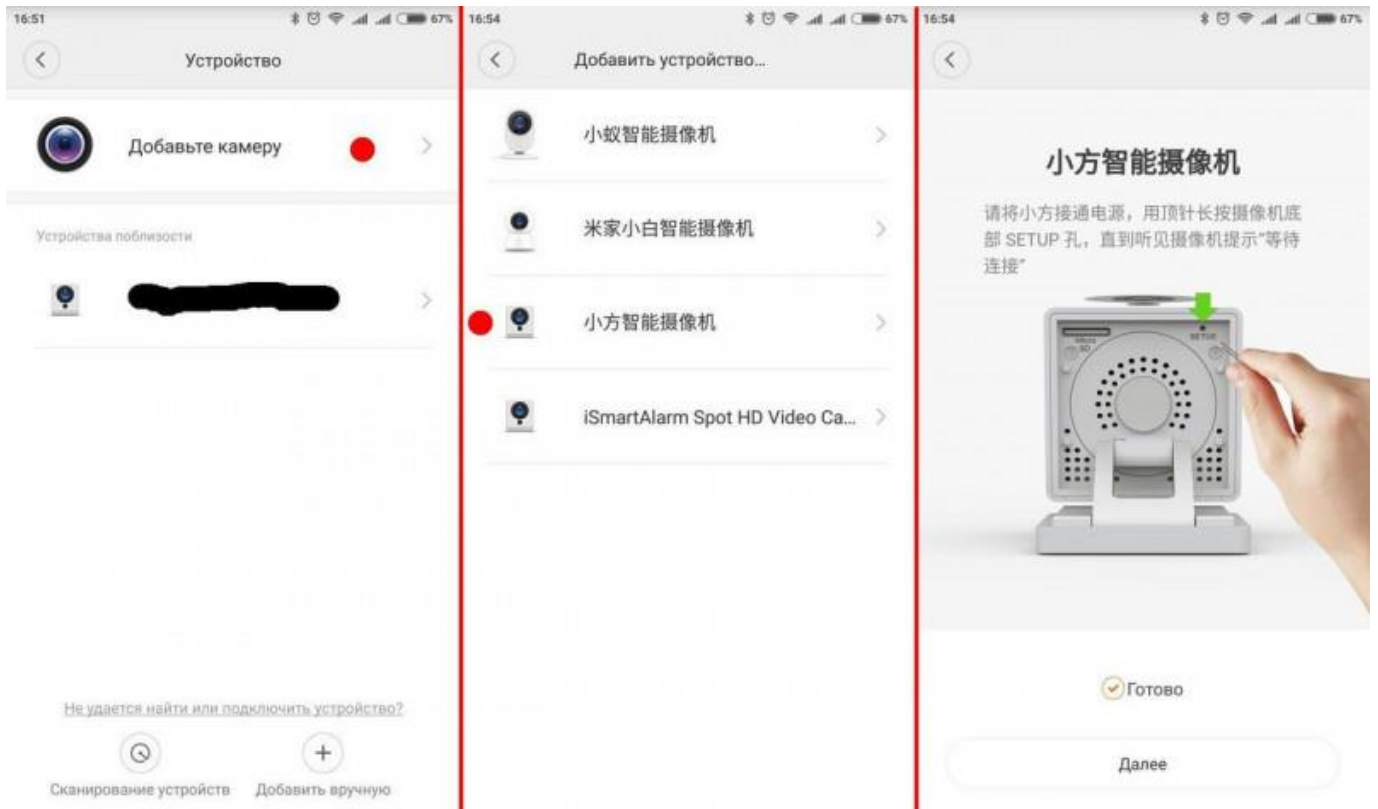 16:51
67%
Устройство
Добавьте камеру
Устройства поблизости
Не удается найти или подключить устройство?
Сканирование устройств
Добавить вручную
16:54
67%
Добавить устройство...
小蚁智能摄像机
米家小白智能摄像机
小方智能摄像机
iSmartAlarm Spot HD Video Ca...
16:54
67%
小方智能摄像机
请将小方接通电源，用顶针长按摄像机底
部 SETUP 孔，直到听见摄像机提示“等待
连接”
Micro
SD
SETUP
Готово
Далее